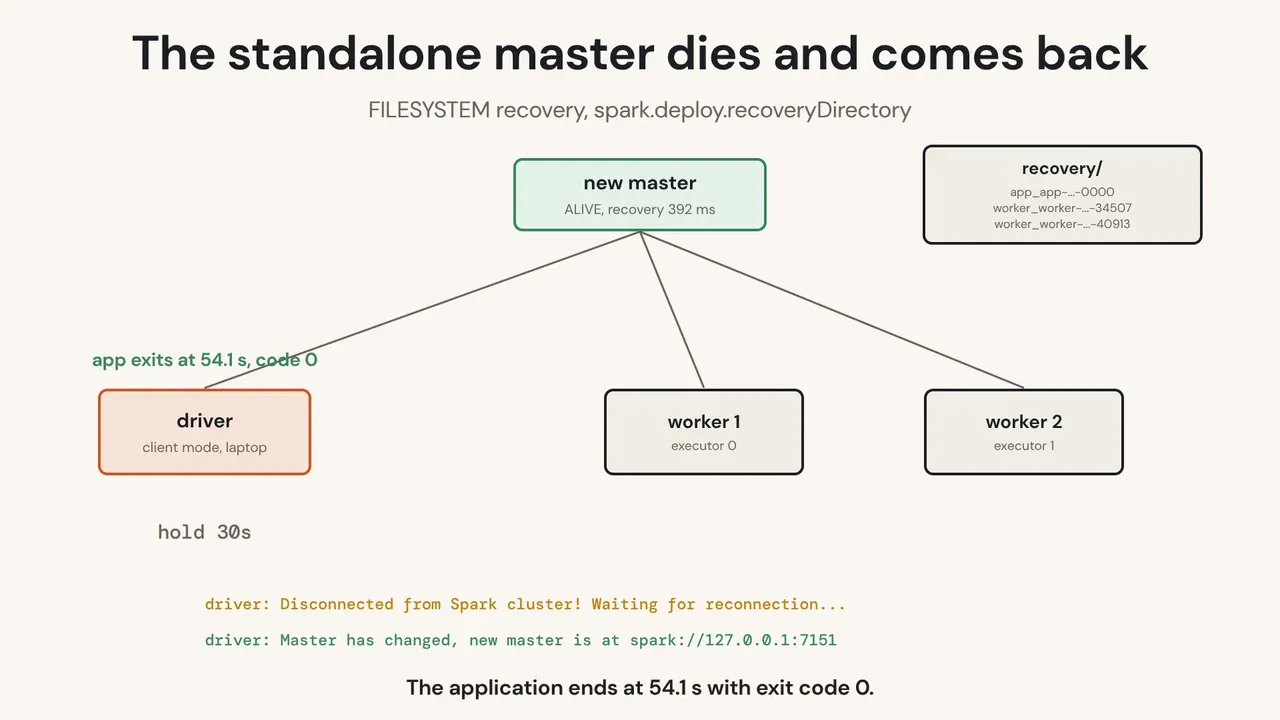 The standalone master dies and comes back
FILESYSTEM recovery, spark.deploy.recoveryDirectory
new master
ALIVE, recovery 392 ms
recovery/
app_app-...-0000
worker_worker-...-34507
worker_worker-...-40913
app exits at 54.1 s, code 0
driver
client mode, laptop
worker 1
executor 0
worker 2
executor 1
hold 30s
driver: Disconnected from Spark cluster! Waiting for reconnection...
driver: Master has changed, new master is at spark://127.0.0.1:7151
The application ends at 54.1 s with exit code 0.